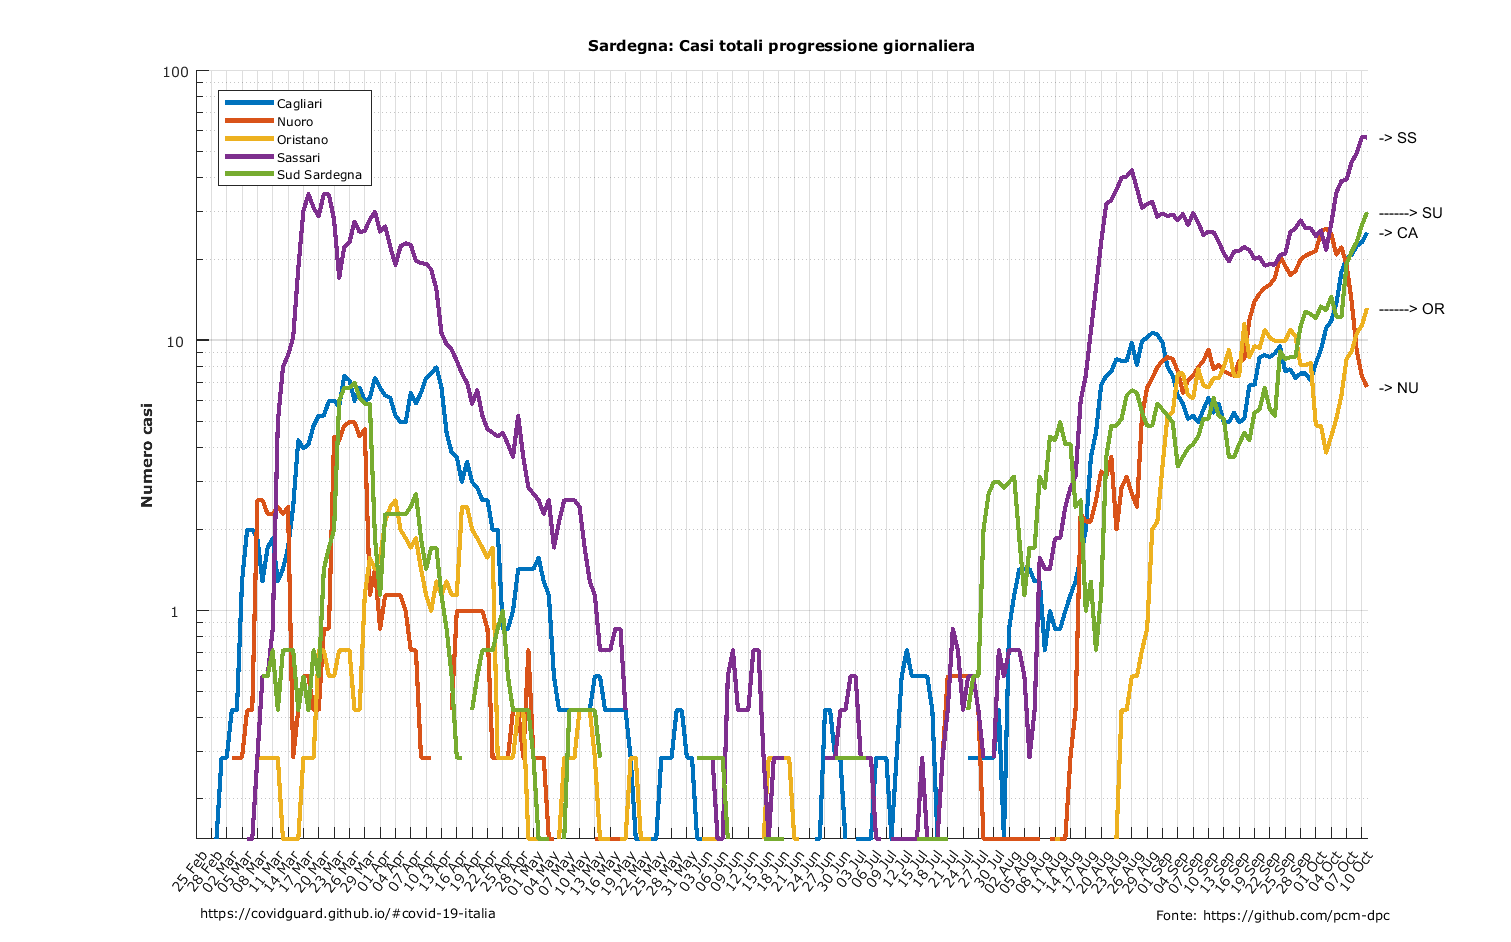 Sardegna: Casi totali progressione giornaliera
100
10
1
Numero casi
Cagliari
Nuoro
Oristano
Sassari
Sud Sardegna
-> SS
------> SU
-> CA
------> OR
-> NU
25 Feb
28 Feb
02 Mar
05 Mar
08 Mar
11 Mar
14 Mar
17 Mar
20 Mar
23 Mar
26 Mar
29 Mar
01 Apr
04 Apr
07 Apr
10 Apr
13 Apr
16 Apr
19 Apr
22 Apr
25 Apr
28 Apr
01 May
04 May
07 May
10 May
13 May
16 May
19 May
22 May
25 May
28 May
31 May
03 Jun
06 Jun
09 Jun
12 Jun
15 Jun
18 Jun
21 Jun
24 Jun
27 Jun
30 Jun
03 Jul
06 Jul
09 Jul
12 Jul
15 Jul
18 Jul
21 Jul
24 Jul
27 Jul
30 Jul
02 Aug
05 Aug
08 Aug
11 Aug
14 Aug
17 Aug
20 Aug
23 Aug
26 Aug
29 Aug
01 Sep
04 Sep
07 Sep
10 Sep
13 Sep
16 Sep
19 Sep
22 Sep
25 Sep
28 Sep
01 Oct
04 Oct
07 Oct
10 Oct
https://covidguard.github.io/#covid-19-italia
Fonte: https://github.com/pcm-dpc